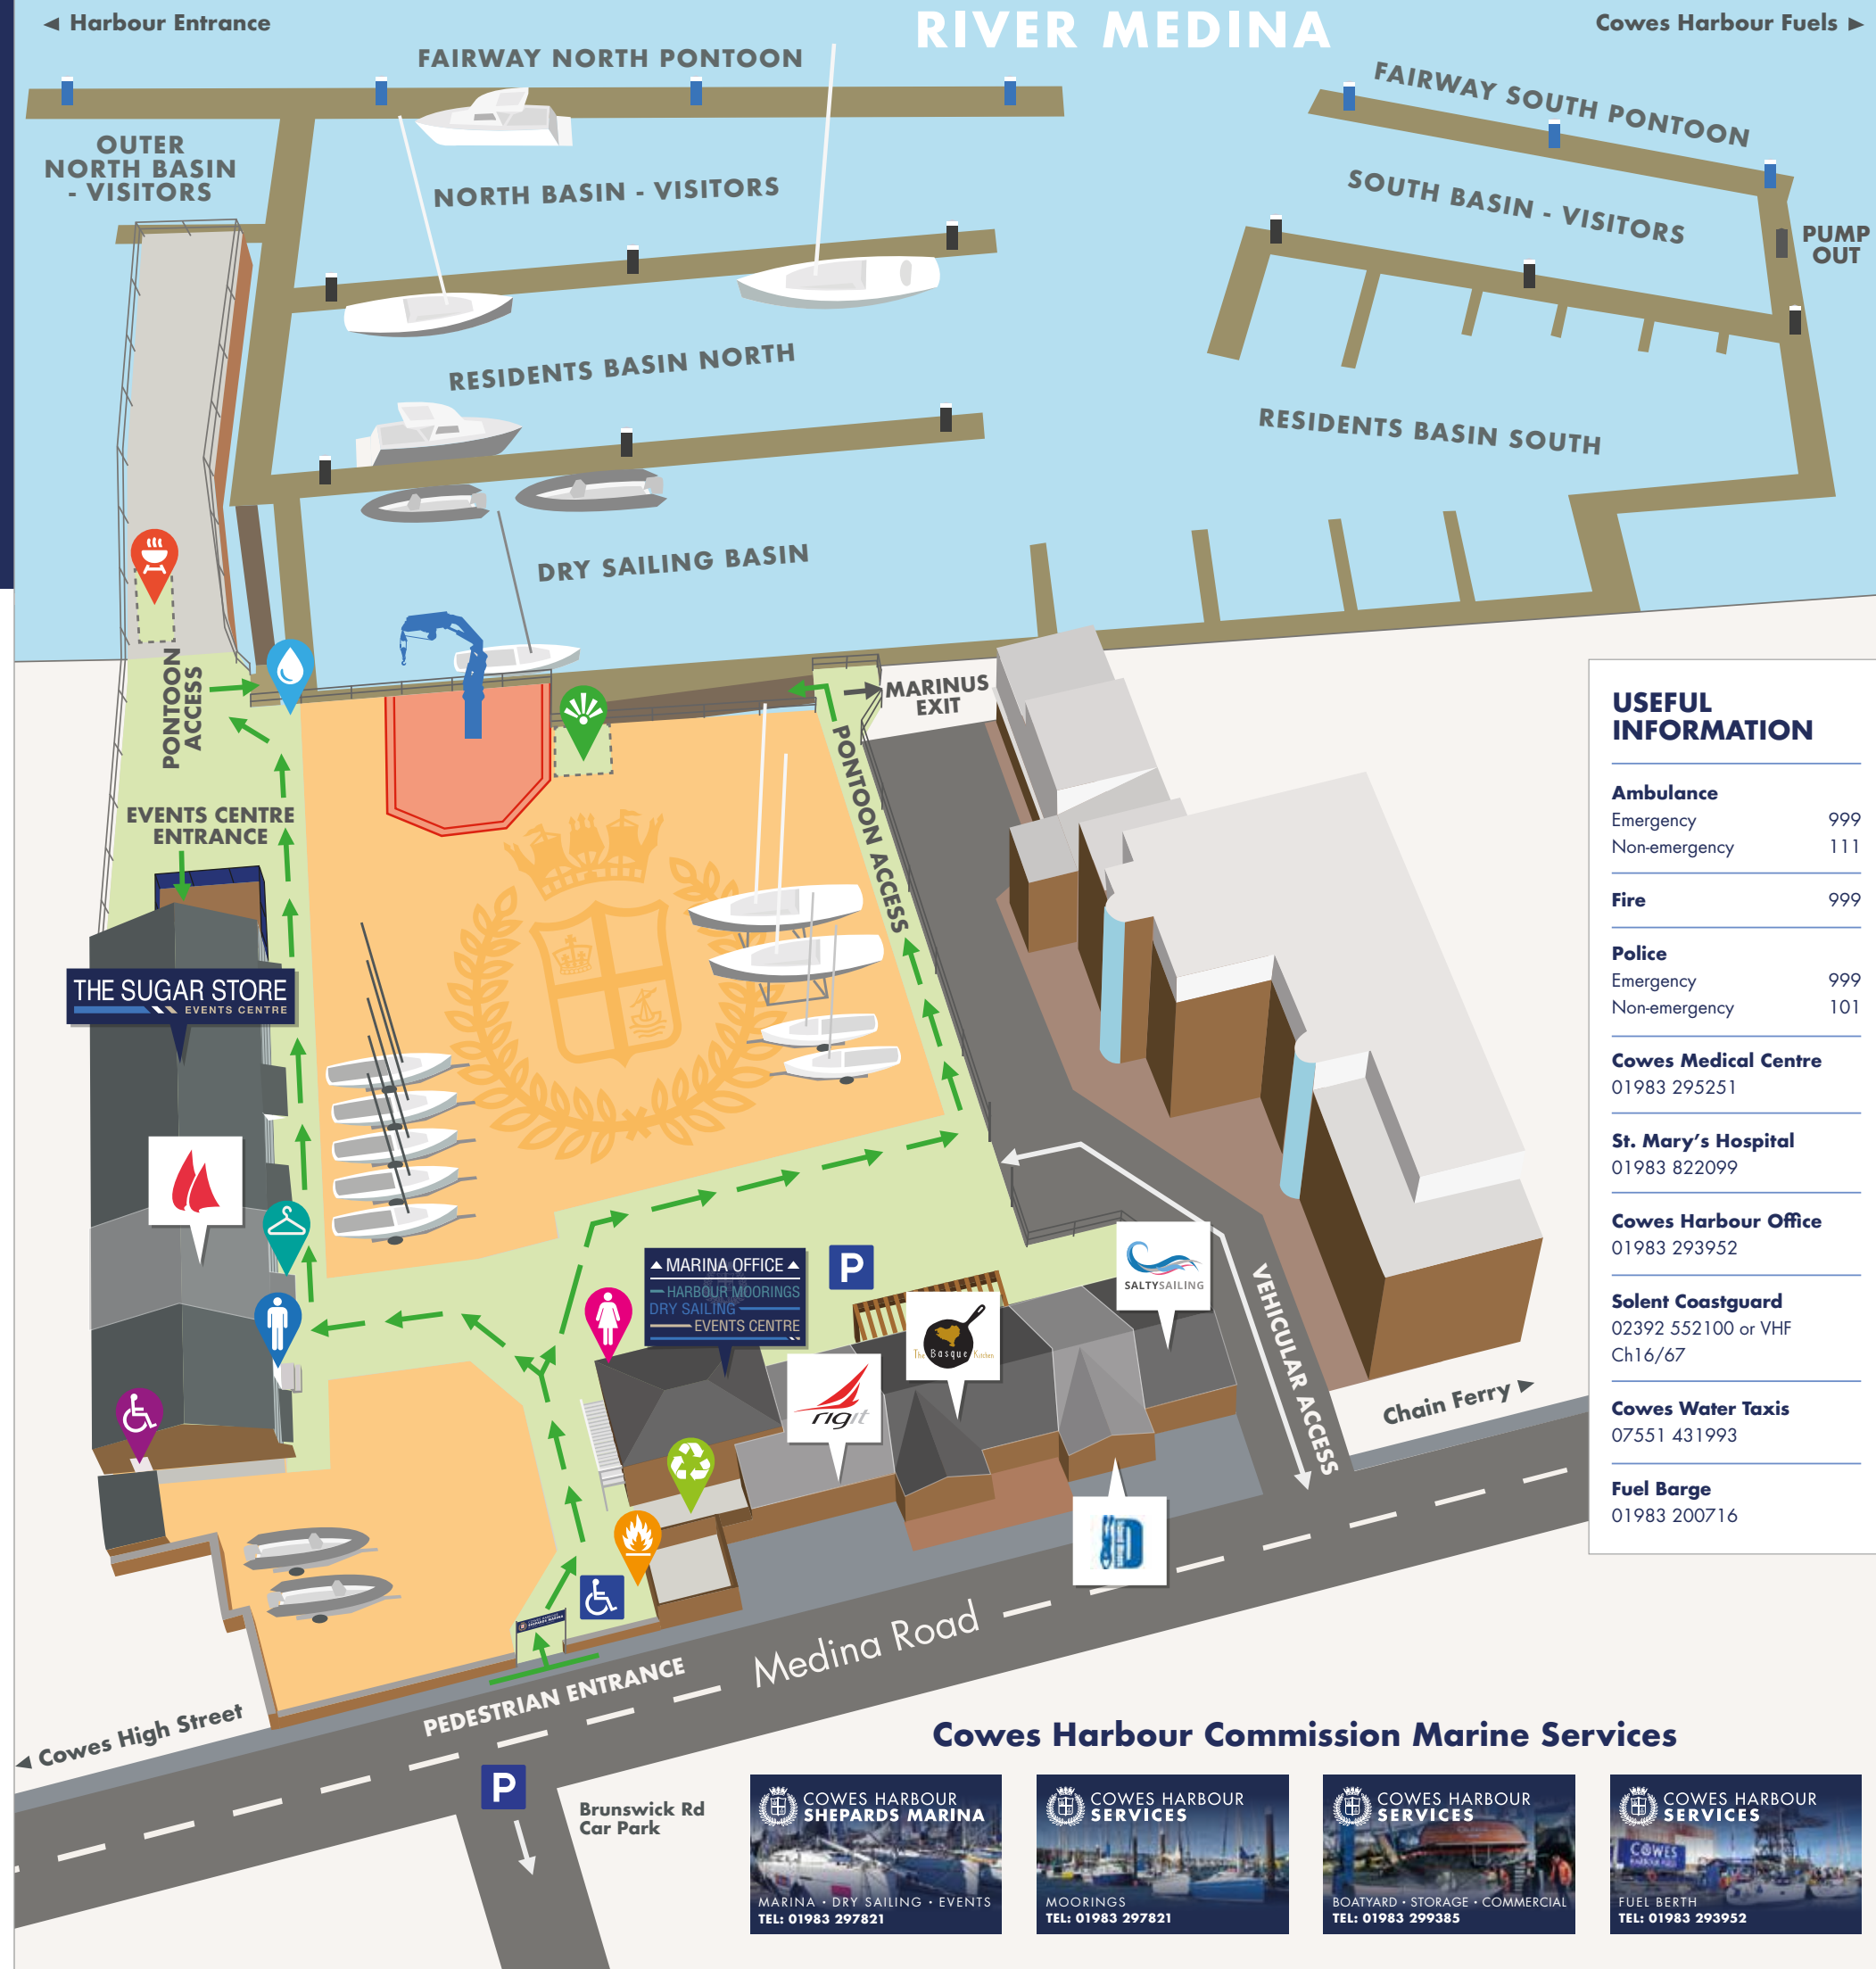 ◄ Harbour Entrance
RIVER MEDINA
Cowes Harbour Fuels ►
FAIRWAY NORTH PONTOON
FAIRWAY SOUTH PONTOON
OUTER
NORTH BASIN
- VISITORS
NORTH BASIN - VISITORS
SOUTH BASIN - VISITORS
PUMP
OUT
RESIDENTS BASIN NORTH
RESIDENTS BASIN SOUTH
DRY SAILING BASIN
PONTOON
ACCESS
MARINUS
EXIT
PONTOON ACCESS
EVENTS CENTRE
ENTRANCE
THE SUGAR STORE
EVENTS CENTRE
▲ MARINA OFFICE ▲
HARBOUR MOORINGS
DRY SAILING
EVENTS CENTRE
P
SALTYSAILING
The Basque Kitchen
rigit
VEHICULAR ACCESS
Chain Ferry ►
Medina Road
PEDESTRIAN ENTRANCE
◄ Cowes High Street
P
Brunswick Rd
Car Park
USEFUL
INFORMATION
Ambulance
Emergency 999
Non-emergency 111
Fire 999
Police
Emergency 999
Non-emergency 101
Cowes Medical Centre
01983 295251
St. Mary's Hospital
01983 822099
Cowes Harbour Office
01983 293952
Solent Coastguard
02392 552100 or VHF
Ch16/67
Cowes Water Taxis
07551 431993
Fuel Barge
01983 200716
Cowes Harbour Commission Marine Services
COWES HARBOUR
SHEPARDS MARINA
MARINA • DRY SAILING • EVENTS
TEL: 01983 297821
COWES HARBOUR
SERVICES
MOORINGS
TEL: 01983 297821
COWES HARBOUR
SERVICES
BOATYARD • STORAGE • COMMERCIAL
TEL: 01983 299385
COWES HARBOUR
SERVICES
COWES
FUEL BERTH
TEL: 01983 293952